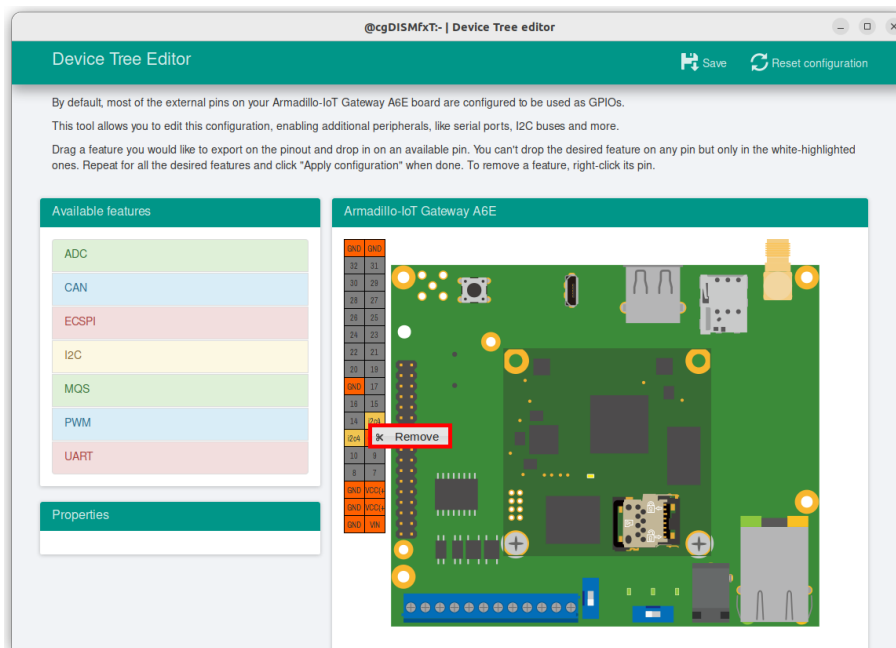 @cgDISMfxT:- | Device Tree editor
Device Tree Editor
Save
Reset configuration
By default, most of the external pins on your Armadillo-IoT Gateway A6E board are configured to be used as GPIOs.
This tool allows you to edit this configuration, enabling additional peripherals, like serial ports, I2C buses and more.
Drag a feature you would like to export on the pinout and drop in on an available pin. You can't drop the desired feature on any pin but only in the white-highlighted
ones. Repeat for all the desired features and click "Apply configuration" when done. To remove a feature, right-click its pin.
Available features
ADC
CAN
ECSPI
I2C
MQS
PWM
UART
Properties
Armadillo-IoT Gateway A6E
GND GND
32 31
30 29
28 27
26 25
24 23
22 21
20 19
GND 17
16 15
14 i2c4
i2c4
Remove
10 9
8 7
GND VCC(+
GND VCC(+
GND VIN